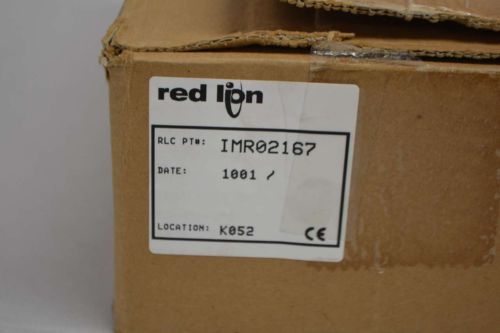 red lion
RLC PT#: IMR02167
DATE: 1001 /
LOCATION: K052 CE